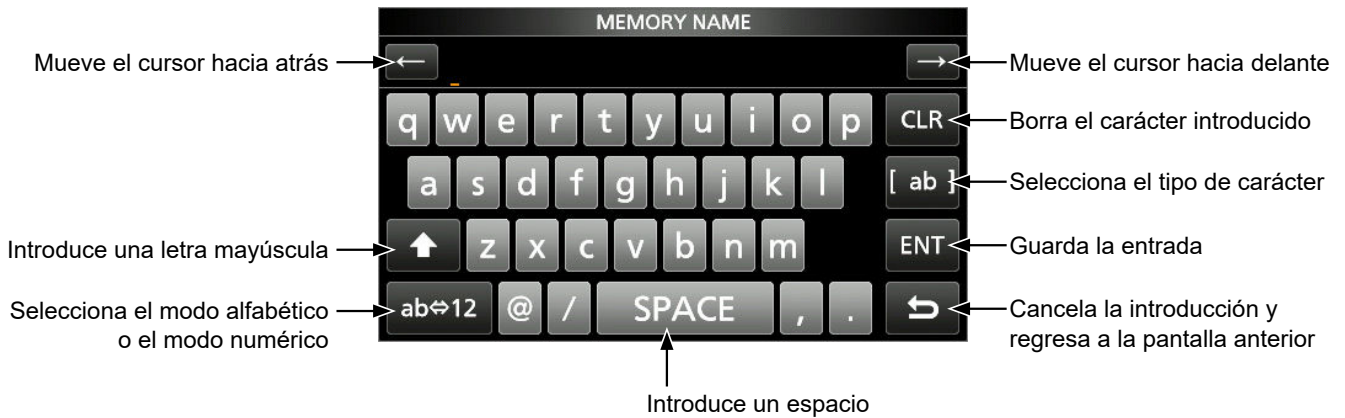 MEMORY NAME
Mueve el cursor hacia atrás
←
→
Mueve el cursor hacia delante
q w e r t y u i o p
CLR
Borra el carácter introducido
a s d f g h j k l
[ ab ]
Selecciona el tipo de carácter
Introduce una letra mayúscula
z x c v b n m
ENT
Guarda la entrada
Selecciona el modo alfabético
o el modo numérico
ab⇔12 @ / SPACE , .
Cancela la introducción y
regresa a la pantalla anterior
Introduce un espacio